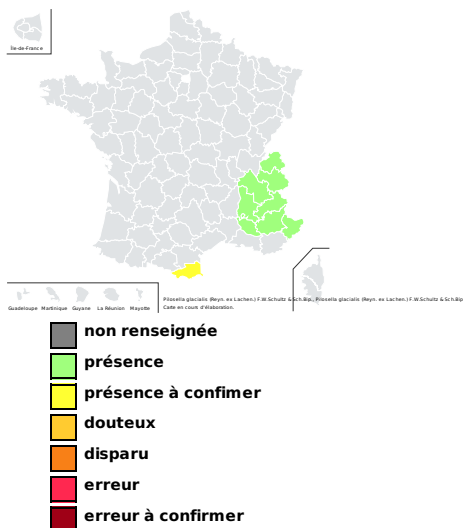 Île-de-France
Guadeloupe Martinique Guyane La Réunion Mayotte
Pilosella glacialis (Reyn. ex Lachen.) F.W.Schultz & Sch.Bip., Pilosella glacialis (Reyn. ex Lachen.) F.W.Schultz & Sch.Bip
Carte en cours d'élaboration.
non renseignée
présence
présence à confimer
douteux
disparu
erreur
erreur à confirmer